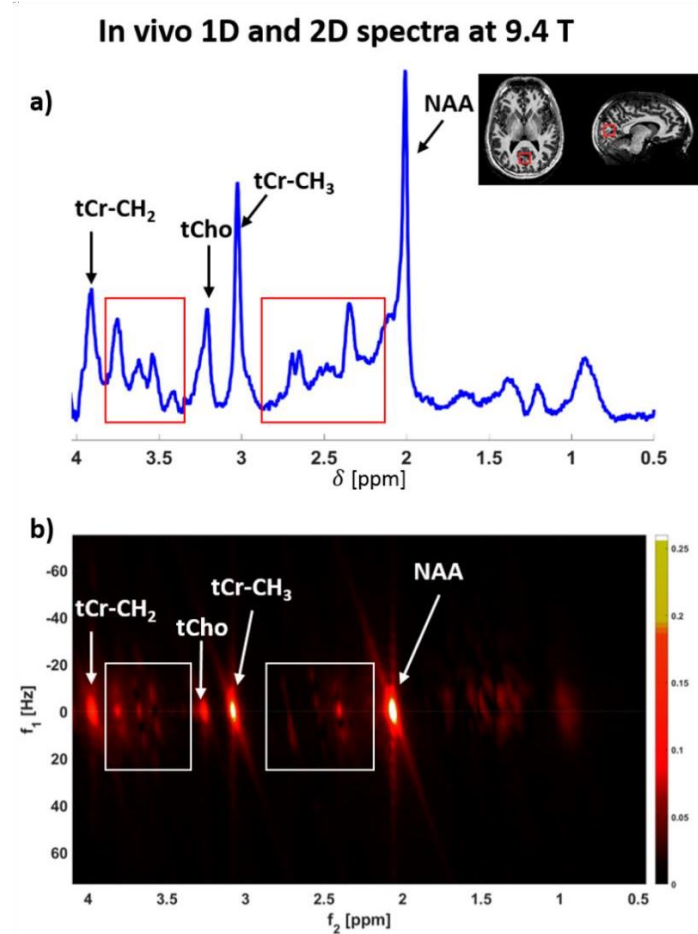 In vivo 1D and 2D spectra at 9.4 T
a)
NAA
tCr-CH₃
tCr-CH₂
tCho
4 3.5 3 2.5 2 1.5 1 0.5
δ [ppm]
b)
-60
-40
-20
0
20
40
60
f₁ [Hz]
tCr-CH₂
tCho
tCr-CH₃
NAA
0.25
0.2
0.15
0.1
0.05
0
4 3.5 3 2.5 2 1.5 1 0.5
f₂ [ppm]